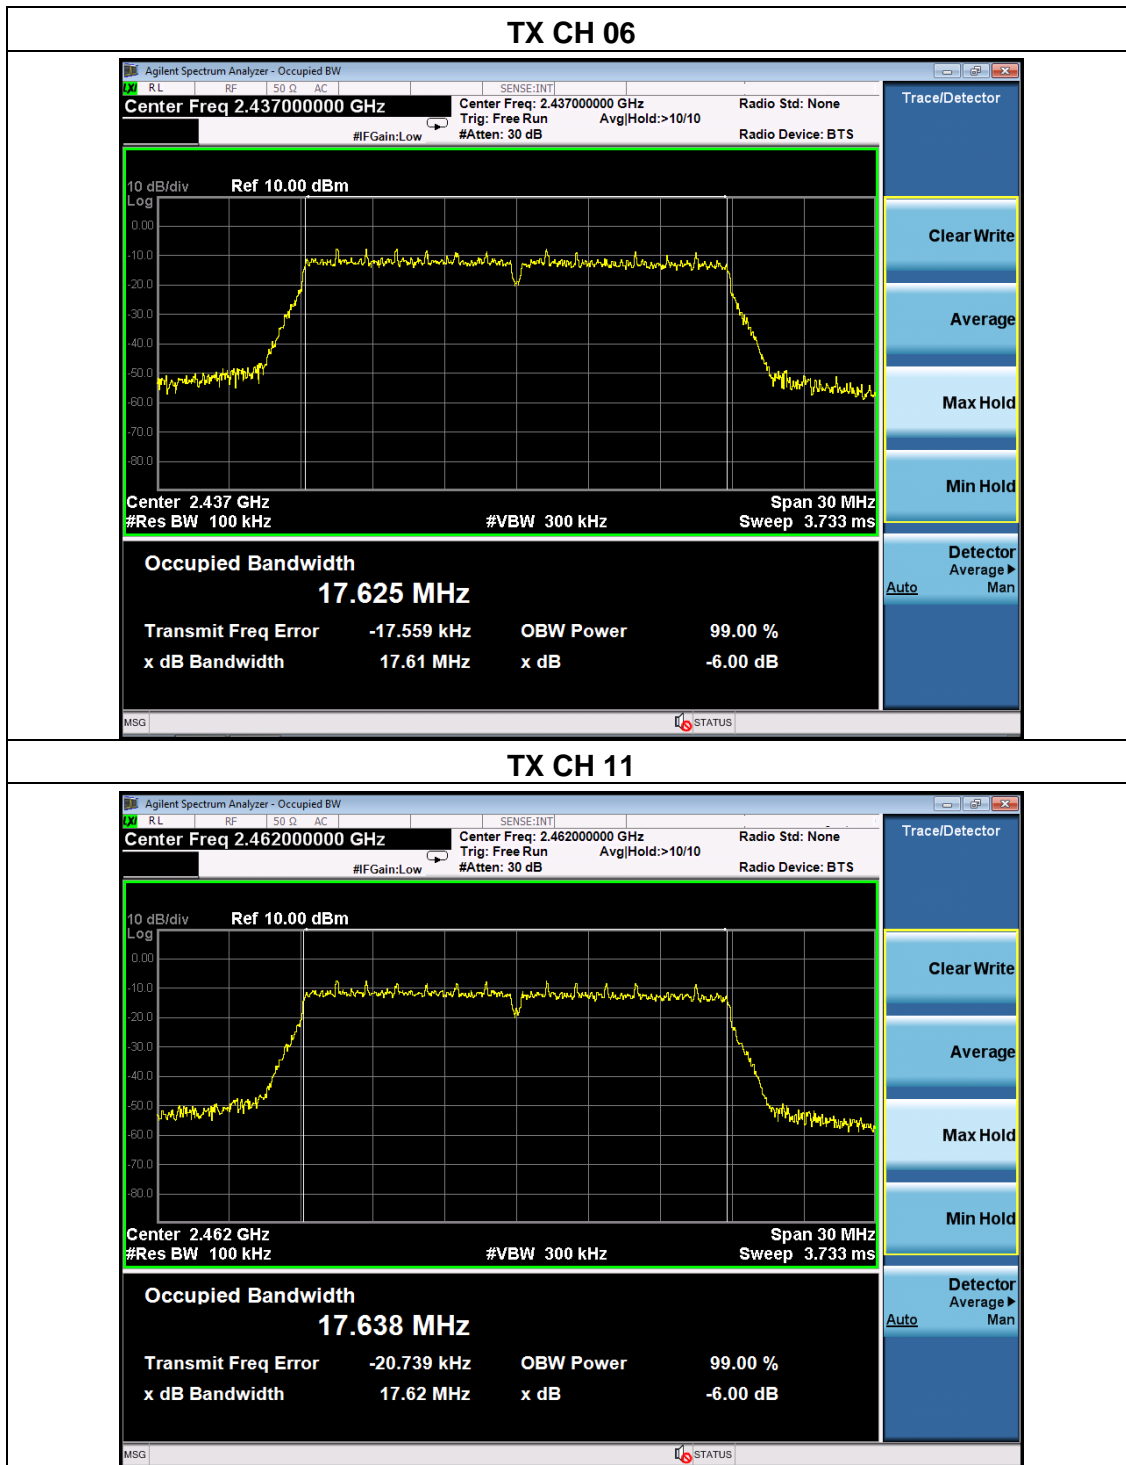 TX CH 06
Agilent Spectrum Analyzer - Occupied BW
LXI RL RF 50 Ω AC SENSE:INT
Center Freq 2.437000000 GHz
Center Freq: 2.437000000 GHz Radio Std: None
Trig: Free Run Avg|Hold:>10/10
#IFGain:Low #Atten: 30 dB Radio Device: BTS
Trace/Detector
10 dB/div Ref 10.00 dBm
Log
0.00
-10.0
-20.0
-30.0
-40.0
-50.0
-60.0
-70.0
-80.0
Center 2.437 GHz Span 30 MHz
#Res BW 100 kHz #VBW 300 kHz Sweep 3.733 ms
Clear Write
Average
Max Hold
Min Hold
Detector
Average▶
Auto Man
Occupied Bandwidth
17.625 MHz
Transmit Freq Error -17.559 kHz OBW Power 99.00 %
x dB Bandwidth 17.61 MHz x dB -6.00 dB
MSG STATUS
TX CH 11
Agilent Spectrum Analyzer - Occupied BW
LXI RL RF 50 Ω AC SENSE:INT
Center Freq 2.462000000 GHz
Center Freq: 2.462000000 GHz Radio Std: None
Trig: Free Run Avg|Hold:>10/10
#IFGain:Low #Atten: 30 dB Radio Device: BTS
Trace/Detector
10 dB/div Ref 10.00 dBm
Log
0.00
-10.0
-20.0
-30.0
-40.0
-50.0
-60.0
-70.0
-80.0
Center 2.462 GHz Span 30 MHz
#Res BW 100 kHz #VBW 300 kHz Sweep 3.733 ms
Clear Write
Average
Max Hold
Min Hold
Detector
Average▶
Auto Man
Occupied Bandwidth
17.638 MHz
Transmit Freq Error -20.739 kHz OBW Power 99.00 %
x dB Bandwidth 17.62 MHz x dB -6.00 dB
MSG STATUS